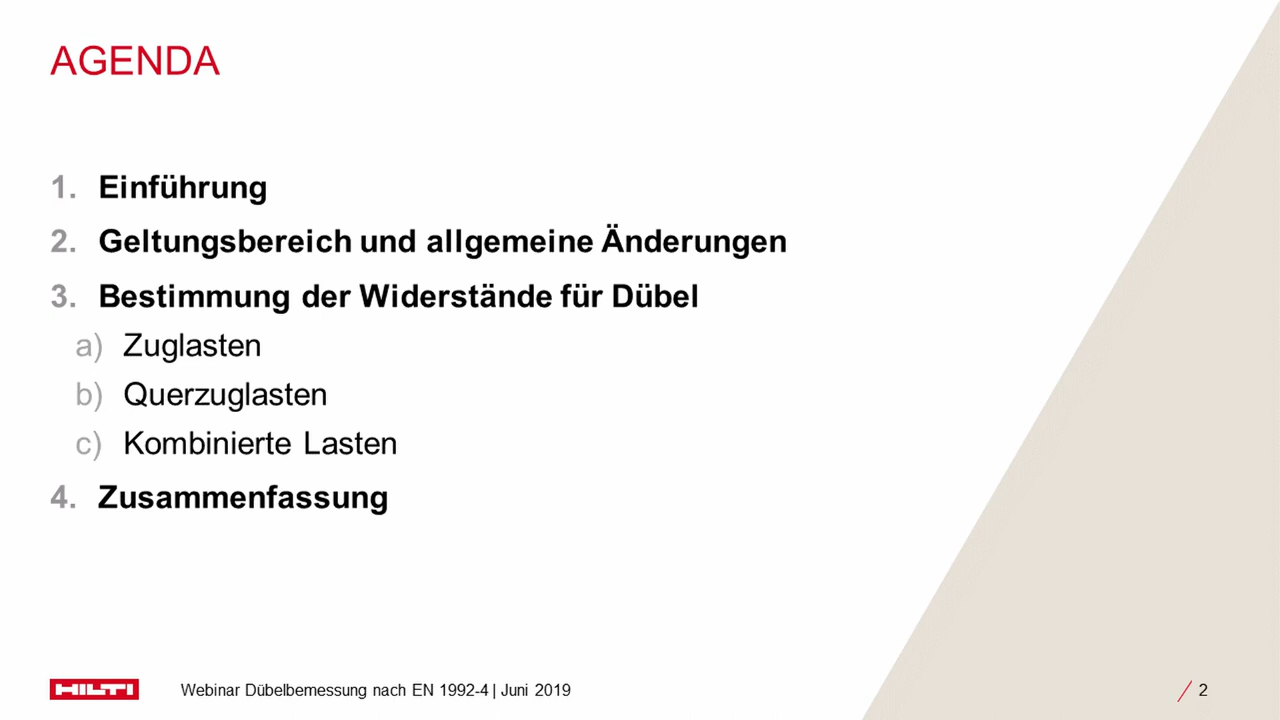 AGENDA
1. Einführung
2. Geltungsbereich und allgemeine Änderungen
3. Bestimmung der Widerstände für Dübel
a) Zuglasten
b) Querzuglasten
c) Kombinierte Lasten
4. Zusammenfassung
HILTI
Webinar Dübelbemessung nach EN 1992-4 | Juni 2019
2